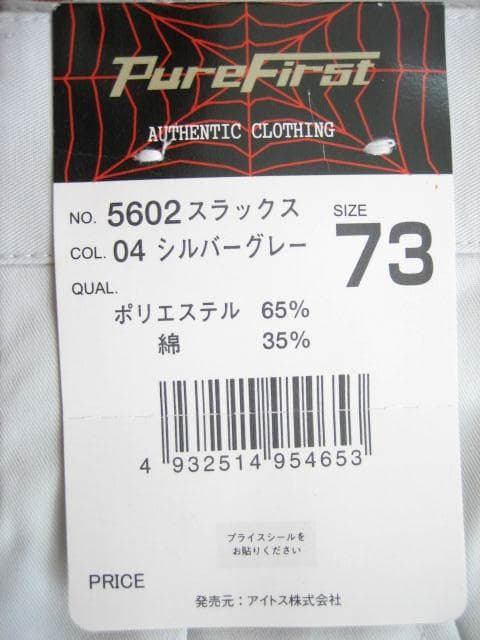 PureFirst
AUTHENTIC CLOTHING
NO. 5602 スラックス SIZE
COL. 04 シルバーグレー 73
QUAL.
ポリエステル 65%
綿 35%
4 932514 954653
プライスシールを
お貼りください
PRICE
発売元：アイトス株式会社